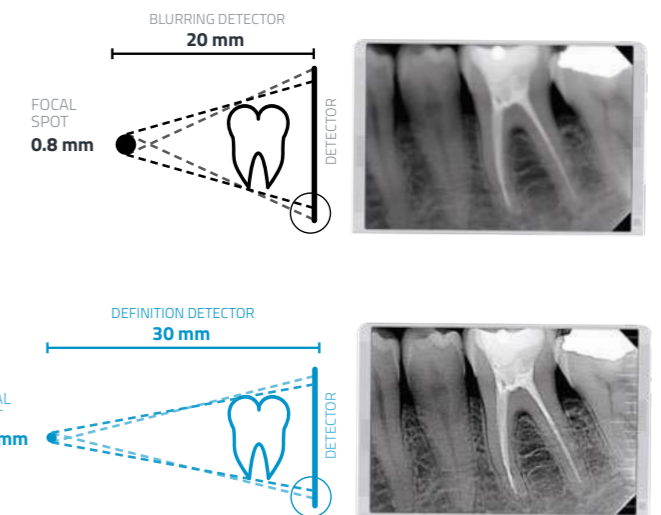 BLURRING DETECTOR
20 mm
FOCAL
SPOT
0.8 mm
DETECTOR
DEFINITION DETECTOR
30 mm
AL
mm
DETECTOR